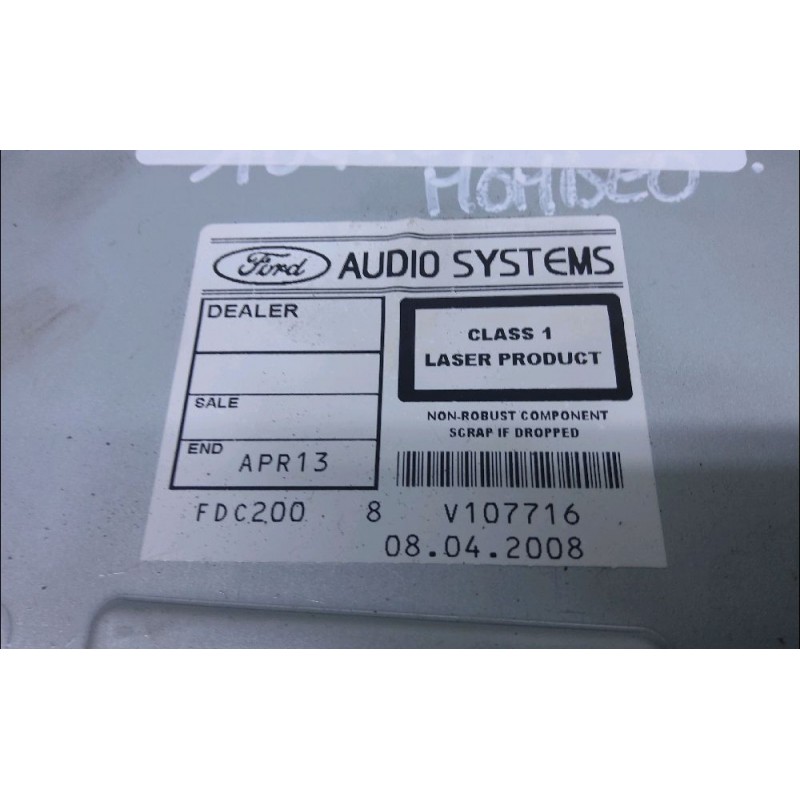 Ford AUDIO SYSTEMS
DEALER
CLASS 1
LASER PRODUCT
SALE
NON-ROBUST COMPONENT
SCRAP IF DROPPED
END APR13
FDC200 8 V107716
08.04.2008